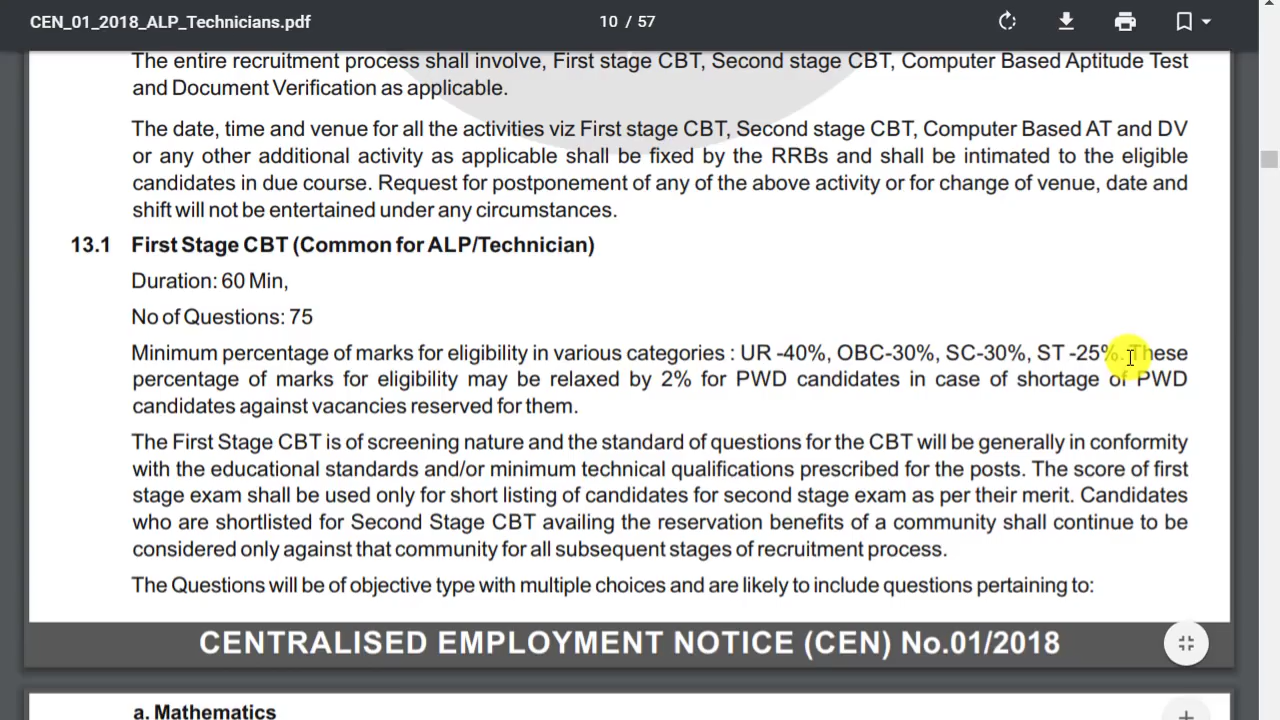 CEN_01_2018_ALP_Technicians.pdf
10 / 57
The entire recruitment process shall involve, First stage CBT, Second stage CBT, Computer Based Aptitude Test
and Document Verification as applicable.
The date, time and venue for all the activities viz First stage CBT, Second stage CBT, Computer Based AT and DV
or any other additional activity as applicable shall be fixed by the RRBs and shall be intimated to the eligible
candidates in due course. Request for postponement of any of the above activity or for change of venue, date and
shift will not be entertained under any circumstances.
13.1 First Stage CBT (Common for ALP/Technician)
Duration: 60 Min,
No of Questions: 75
Minimum percentage of marks for eligibility in various categories : UR -40%, OBC-30%, SC-30%, ST -25%. These
percentage of marks for eligibility may be relaxed by 2% for PWD candidates in case of shortage of PWD
candidates against vacancies reserved for them.
The First Stage CBT is of screening nature and the standard of questions for the CBT will be generally in conformity
with the educational standards and/or minimum technical qualifications prescribed for the posts. The score of first
stage exam shall be used only for short listing of candidates for second stage exam as per their merit. Candidates
who are shortlisted for Second Stage CBT availing the reservation benefits of a community shall continue to be
considered only against that community for all subsequent stages of recruitment process.
The Questions will be of objective type with multiple choices and are likely to include questions pertaining to:
CENTRALISED EMPLOYMENT NOTICE (CEN) No.01/2018
a. Mathematics